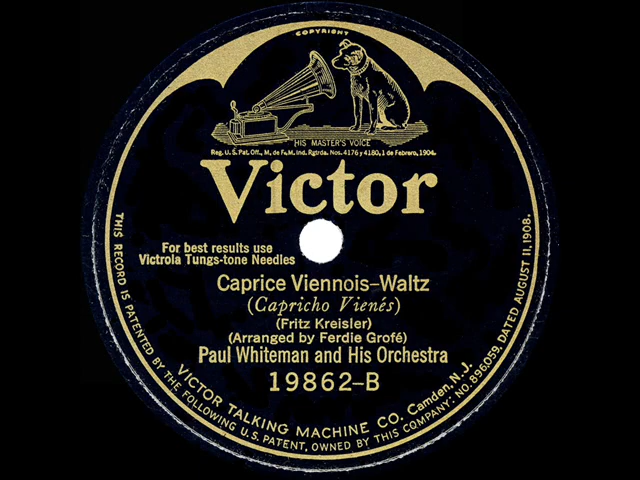 COPYRIGHT
HIS MASTER'S VOICE
Reg. U.S. Pat. Off., M. de F., M. Ind. Rgtrda. Nos. 4176 y 4180, 1 de Febrero, 1904.
Victor
For best results use
Victrola Tungs-tone Needles
Caprice Viennois-Waltz
(Capricho Vienés)
(Fritz Kreisler)
(Arranged by Ferdie Grofé)
Paul Whiteman and His Orchestra
19862-B
VICTOR TALKING MACHINE CO. Camden, N.J.
THIS RECORD IS PATENTED BY THE FOLLOWING U.S. PATENT, OWNED BY THIS COMPANY: NO. 896,059, DATED AUGUST 11, 1908.